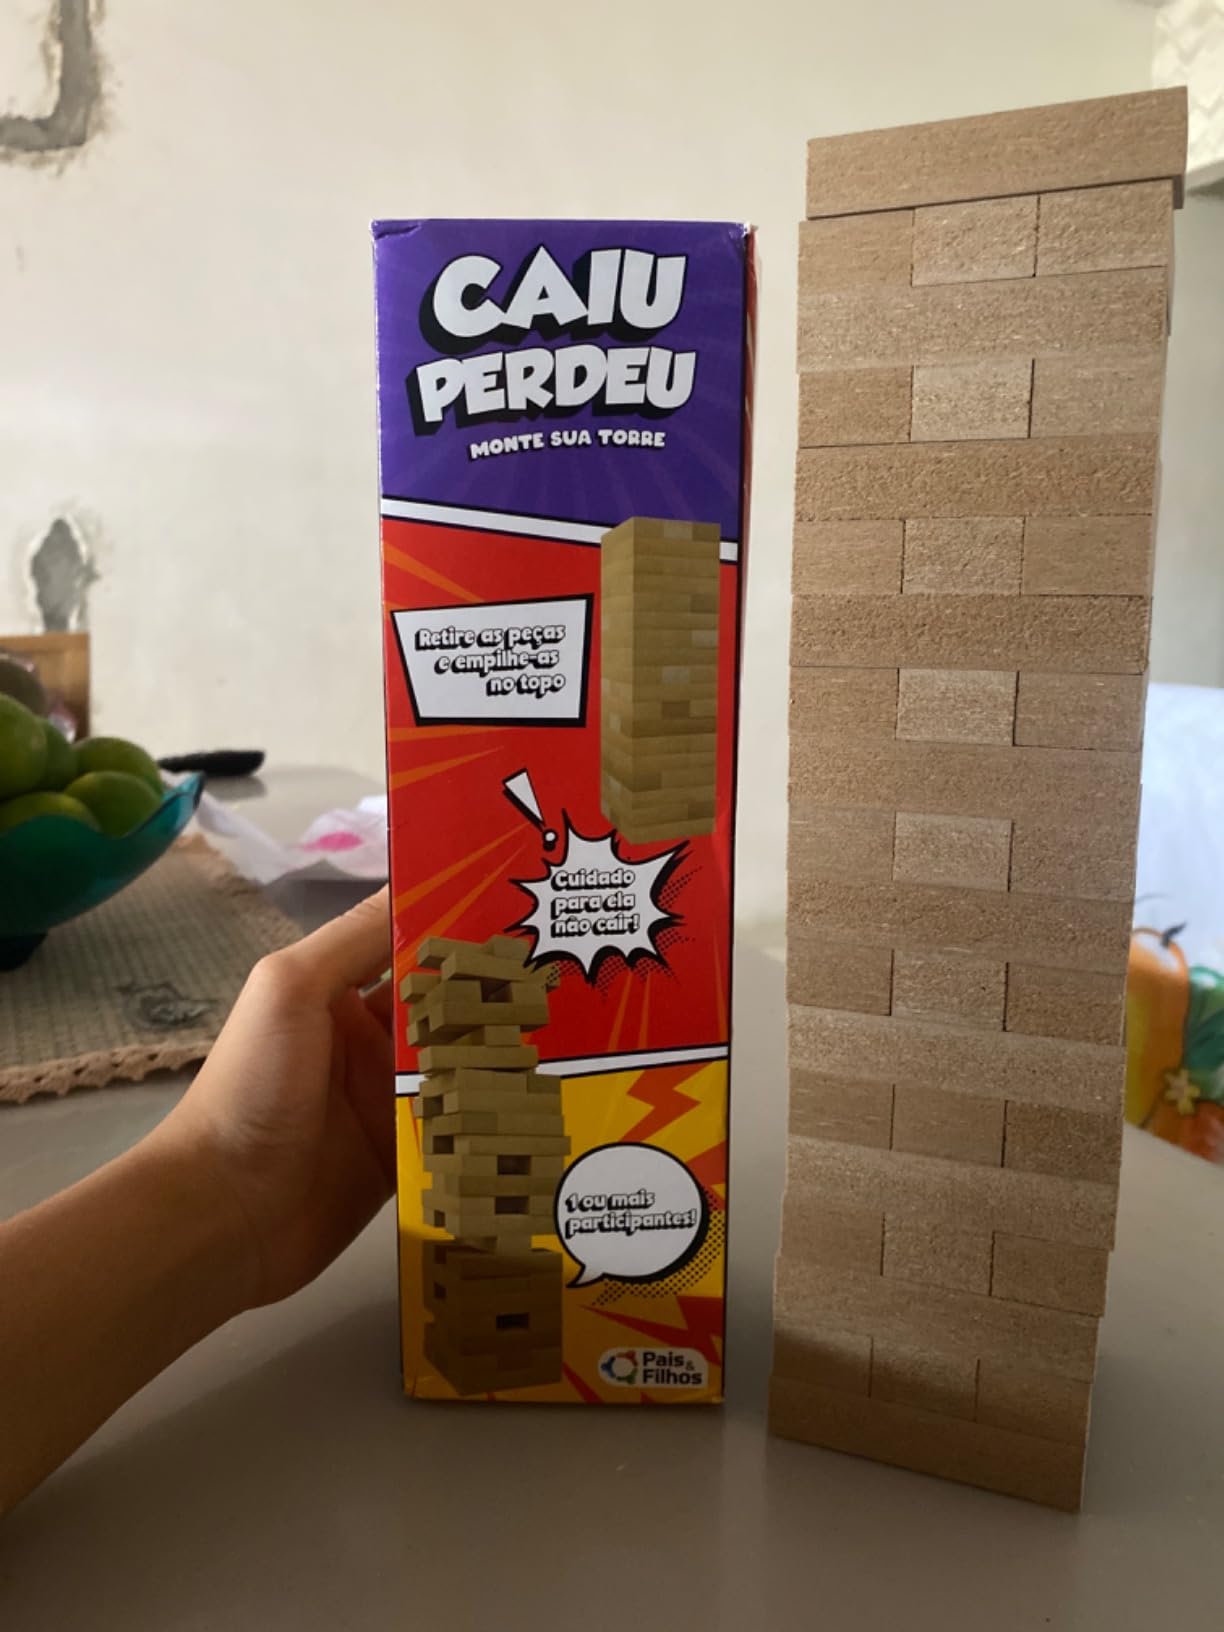 CAIU
PERDEU
MONTE SUA TORRE
Retire as peças
e empilhe-as
no topo
Cuidado
para ela
não cair!
1 ou mais
participantes!
Pais &
Filhos